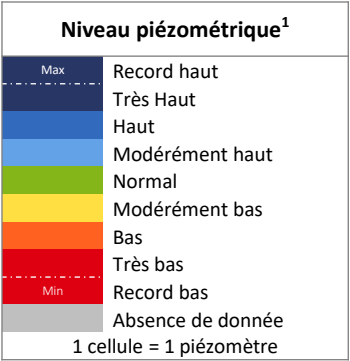 Niveau piézométrique¹
Max Record haut
Très Haut
Haut
Modérément haut
Normal
Modérément bas
Bas
Très bas
Min Record bas
Absence de donnée
1 cellule = 1 piézomètre